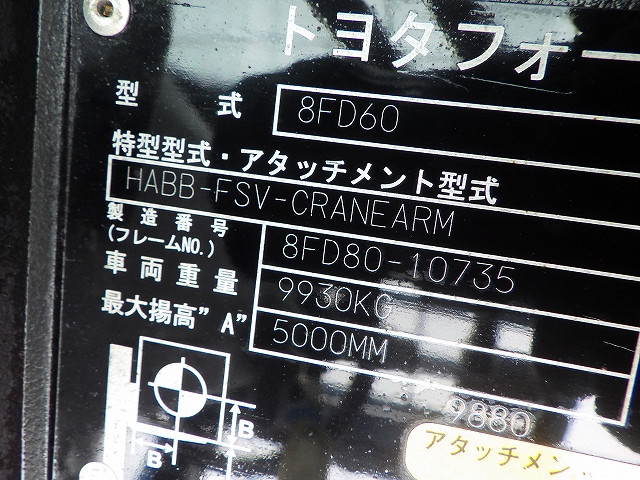 トヨタフォー
型式 8FD60
特型型式・アタッチメント型式
HABB-FSV-CRANEARM
製造番号 8FD80-10735
(フレームNO.)
車両重量 9930KG
最大揚高"A" 5000MM
9880
B
B
アタッチメン